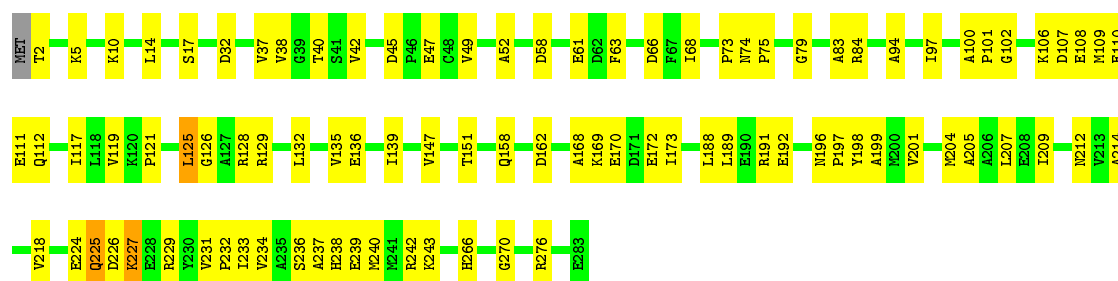 MET T2 K5 K10 L14 S17 D32 V37 V38 G39 T40 S41 V42 D45 P46 E47 C48 V49 A52 D58 E61 D62 F63 D66 F67 I68 P73 N74 P75 G79 A83 R84 A94 I97 A100 P101 G102 K106 D107 E108 M109 E110
E111 Q112 I117 L118 V119 K120 P121 L125 G126 A127 R128 R129 L132 V135 E136 I139 V147 T151 Q158 D162 A168 K169 E170 D171 E172 I173 L188 L189 E190 R191 E192 N196 P197 Y198 A199 M200 V201 M204 A205 A206 L207 E208 I209 N212 V213 A214
V218 E224 Q225 D226 K227 E228 R229 Y230 V231 P232 I233 V234 A235 S236 A237 H238 E239 M240 M241 R242 K243 H266 G270 R276 E283